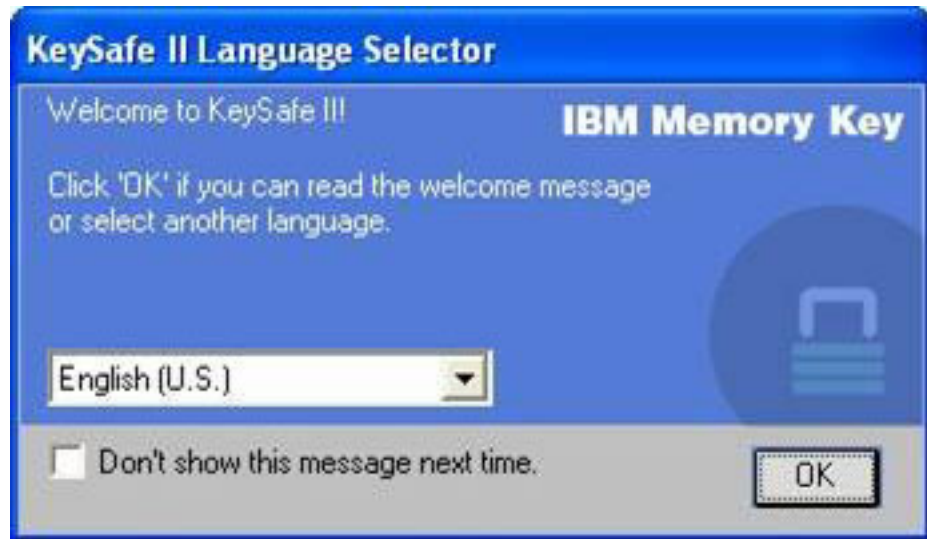 KeySafe II Language Selector
Welcome to KeySafe II!
IBM Memory Key
Click 'OK' if you can read the welcome message
or select another language.
English (U.S.)
Don't show this message next time.
OK